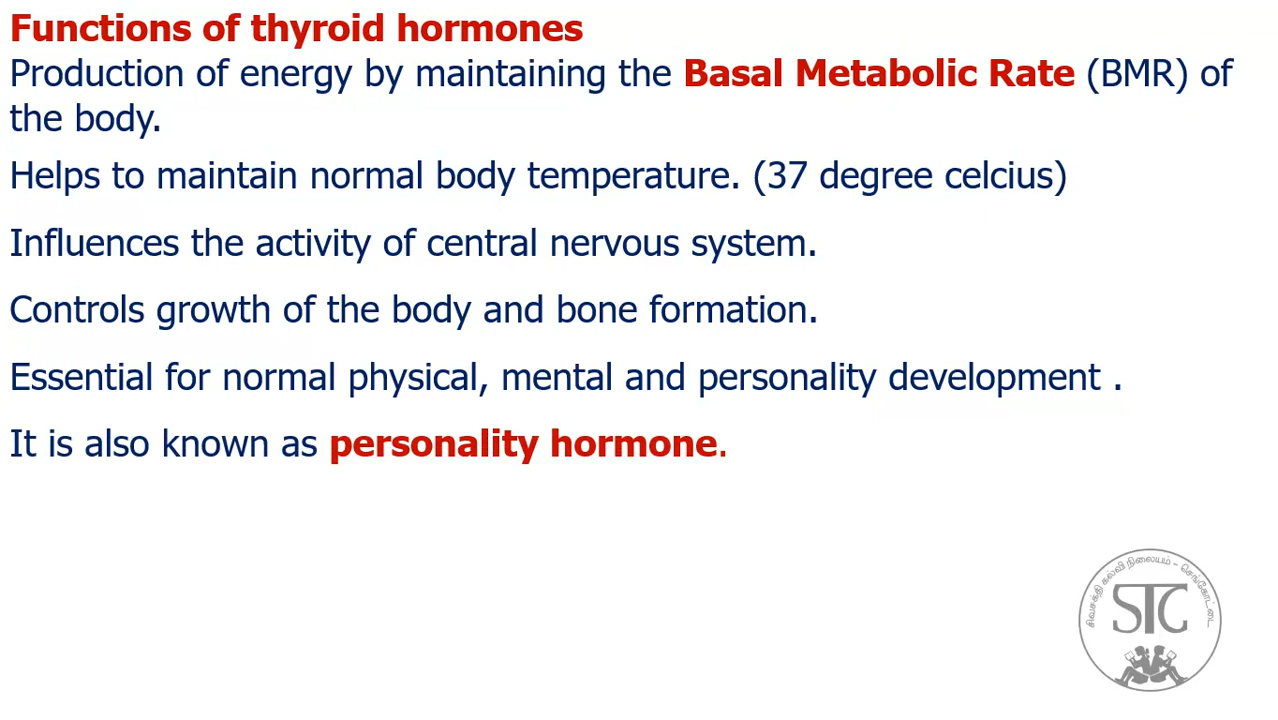 Functions of thyroid hormones
Production of energy by maintaining the Basal Metabolic Rate (BMR) of
the body.
Helps to maintain normal body temperature. (37 degree celcius)
Influences the activity of central nervous system.
Controls growth of the body and bone formation.
Essential for normal physical, mental and personality development .
It is also known as personality hormone.
சிவசக்தி கல்வி நிலையம் - செங்கோட்டை
STC